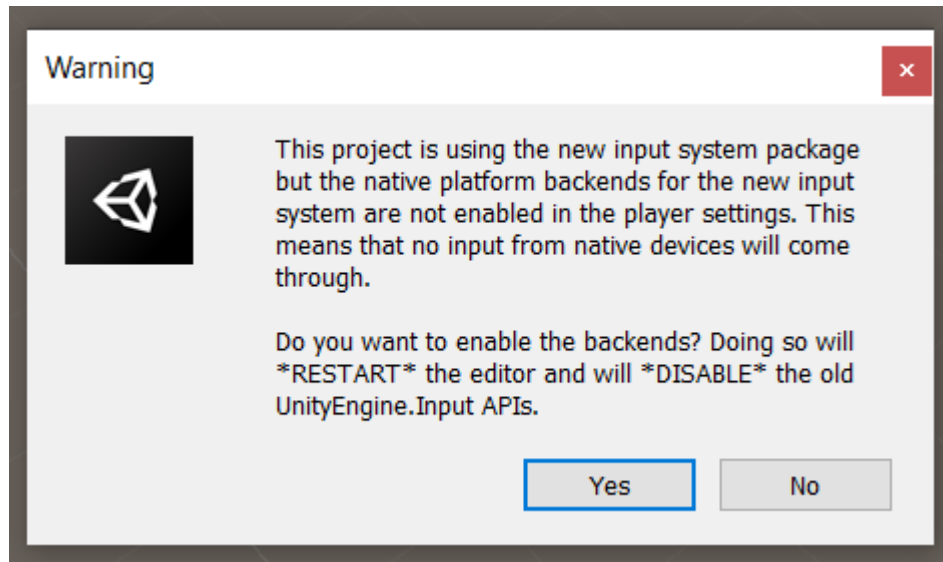 Warning
This project is using the new input system package
but the native platform backends for the new input
system are not enabled in the player settings. This
means that no input from native devices will come
through.
Do you want to enable the backends? Doing so will
*RESTART* the editor and will *DISABLE* the old
UnityEngine.Input APIs.
Yes No